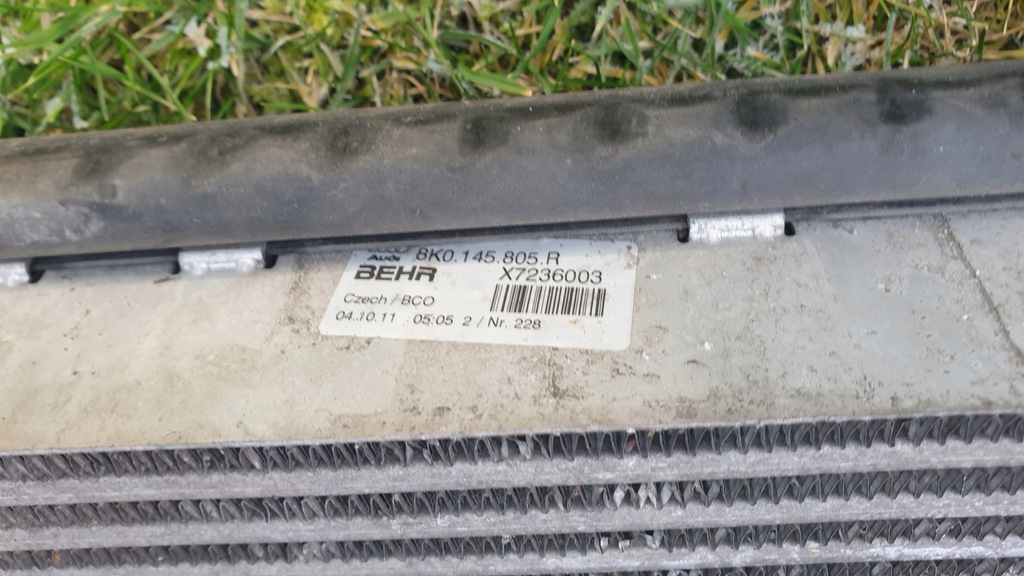 Audi 8K0.145.805.R
BEHR X7236003
Czech / BCO
04.10.11 05:05 2 / Nr. 228